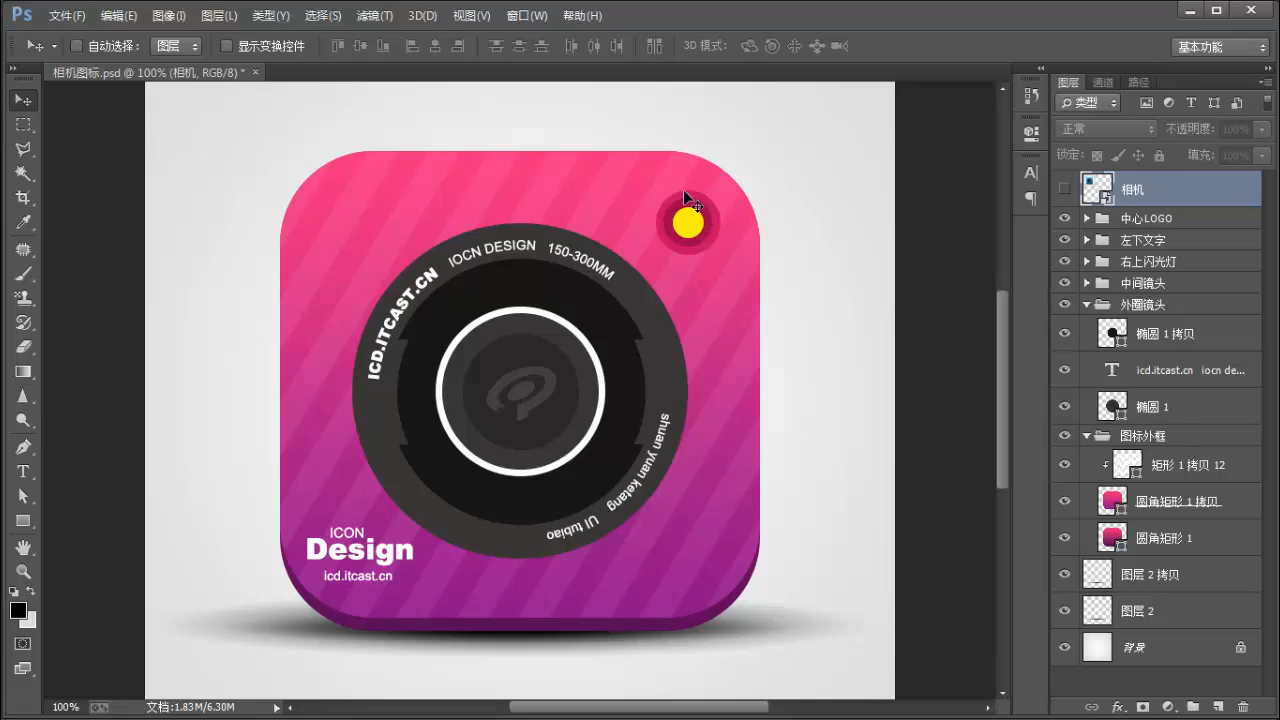 Ps 文件(F) 编辑(E) 图像(I) 图层(L) 类型(Y) 选择(S) 滤镜(T) 3D(D) 视图(V) 窗口(W) 帮助(H)
自动选择: 图层 显示变换控件 3D 模式: 基本功能
相机图标.psd @ 100% (相机, RGB/8) * ×
图层 通道 路径
类型
正常 不透明度: 100%
锁定: 填充: 100%
相机
中心LOGO
左下文字
右上闪光灯
中间镜头
外圈镜头
椭圆 1 拷贝
icd.itcast.cn iocn de...
椭圆 1
图标外框
矩形 1 拷贝 12
圆角矩形 1 拷贝
圆角矩形 1
图层 2 拷贝
图层 2
背景
ICD.ITCAST.CN IOCN DESIGN 150-300MM
shuan yuan ketang UI tubiao
ICON
Design
icd.itcast.cn
100% 文档:1.83M/6.30M